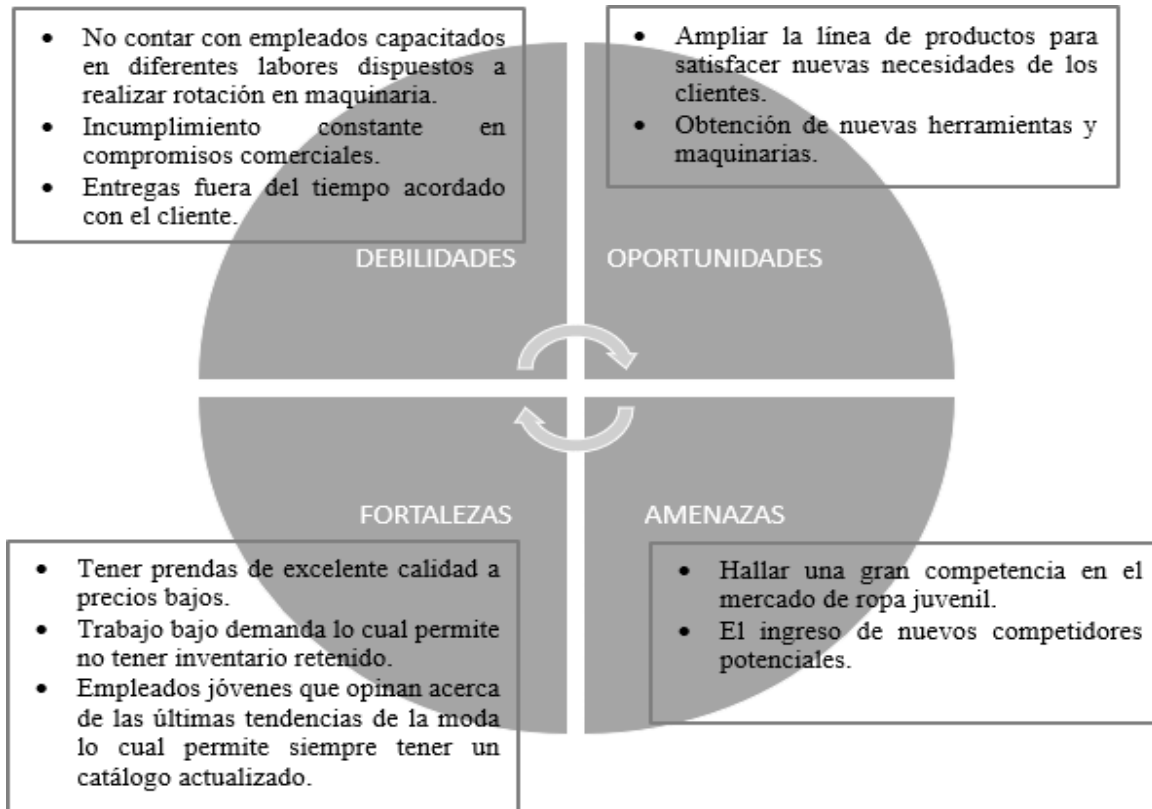 • No contar con empleados capacitados
en diferentes labores dispuestos a
realizar rotación en maquinaria.
• Incumplimiento constante en
compromisos comerciales.
• Entregas fuera del tiempo acordado
con el cliente.
DEBILIDADES
• Ampliar la línea de productos para
satisfacer nuevas necesidades de los
clientes.
• Obtención de nuevas herramientas y
maquinarias.
OPORTUNIDADES
FORTALEZAS
• Tener prendas de excelente calidad a
precios bajos.
• Trabajo bajo demanda lo cual permite
no tener inventario retenido.
• Empleados jóvenes que opinan acerca
de las últimas tendencias de la moda
lo cual permite siempre tener un
catálogo actualizado.
AMENAZAS
• Hallar una gran competencia en el
mercado de ropa juvenil.
• El ingreso de nuevos competidores
potenciales.